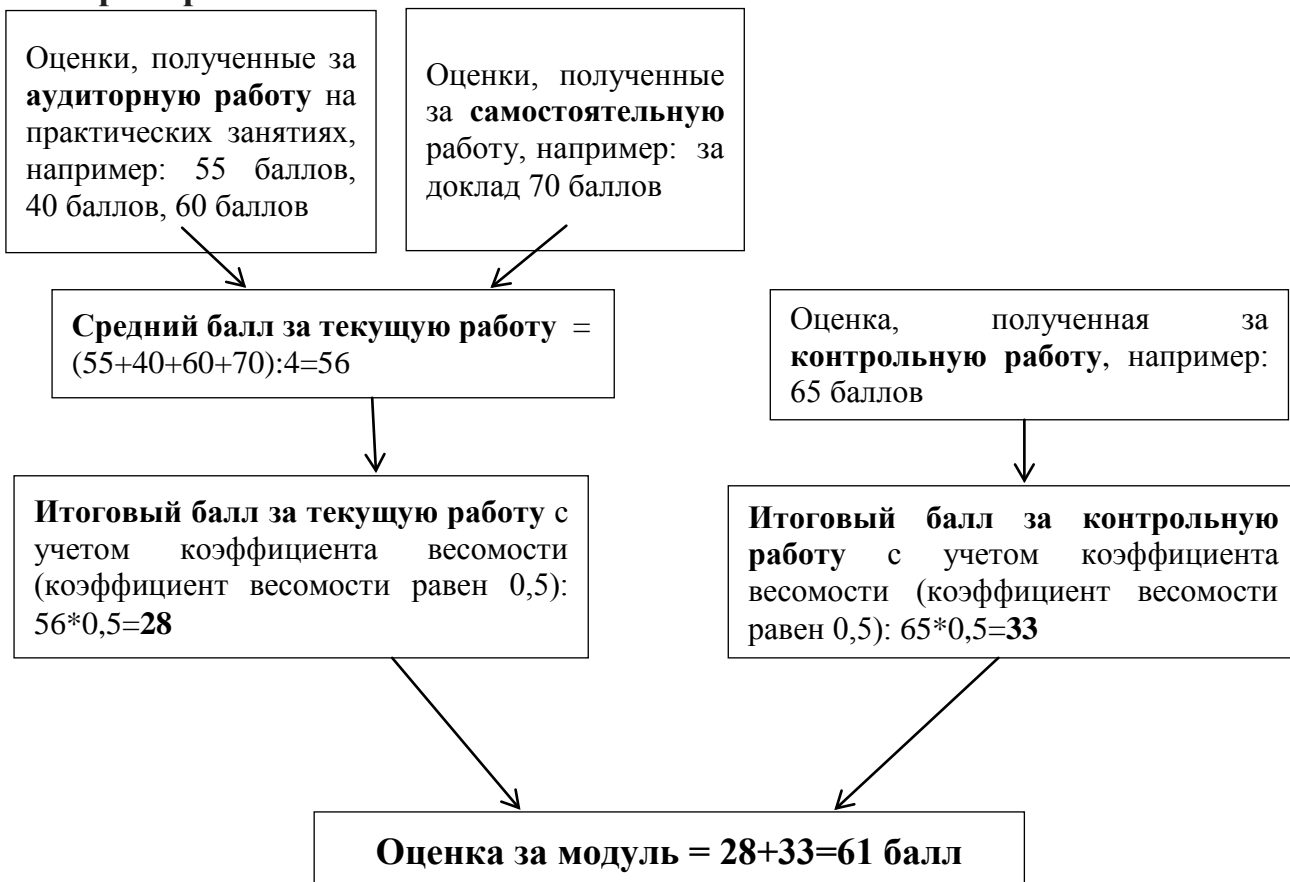 Оценки, полученные за
аудиторную работу на
практических занятиях,
например: 55 баллов,
40 баллов, 60 баллов
Оценки, полученные
за самостоятельную
работу, например: за
доклад 70 баллов
Средний балл за текущую работу =
(55+40+60+70):4=56
Оценка, полученная за
контрольную работу, например:
65 баллов
Итоговый балл за текущую работу с
учетом коэффициента весомости
(коэффициент весомости равен 0,5):
56*0,5=28
Итоговый балл за контрольную
работу с учетом коэффициента
весомости (коэффициент весомости
равен 0,5): 65*0,5=33
Оценка за модуль = 28+33=61 балл